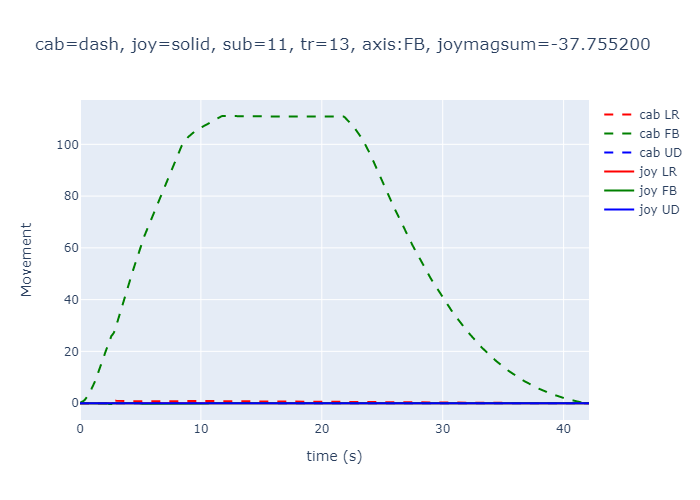 cab=dash, joy=solid, sub=11, tr=13, axis:FB, joymagsum=-37.755200
cab LR
cab FB
cab UD
joy LR
joy FB
joy UD
Movement
100
80
60
40
20
0
0 10 20 30 40
time (s)